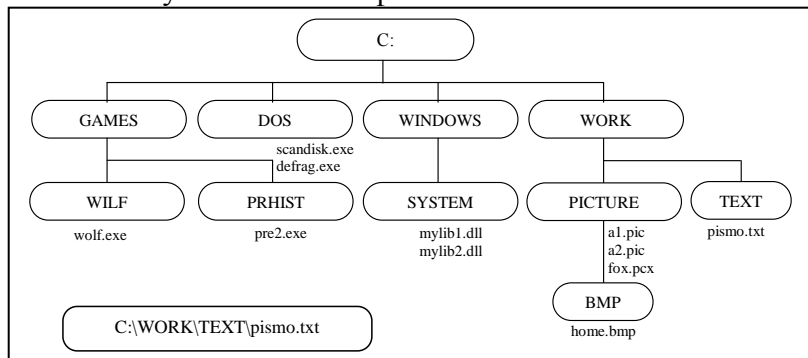 C:
GAMES DOS WINDOWS WORK
scandisk.exe
defrag.exe
WILF PRHIST SYSTEM PICTURE TEXT
wolf.exe pre2.exe mylib1.dll a1.pic pismo.txt
mylib2.dll a2.pic
fox.pcx
BMP
home.bmp
C:\WORK\TEXT\pismo.txt